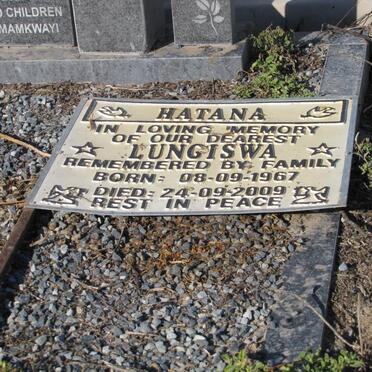 D CHILDREN
MAMKWAYI
HATANA
IN LOVING MEMORY
OF OUR DEREST
LUNGISWA
REMEMBERED BY FAMILY
BORN: 08-09-1967
DIED: 24-09-2009
REST IN PEACE